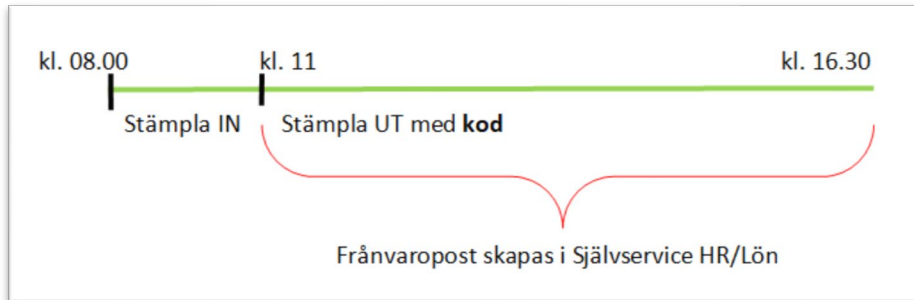 kl. 08.00 kl. 11 kl. 16.30
Stämpla IN Stämpla UT med kod
Frånvaropost skapas i Självservice HR/Lön